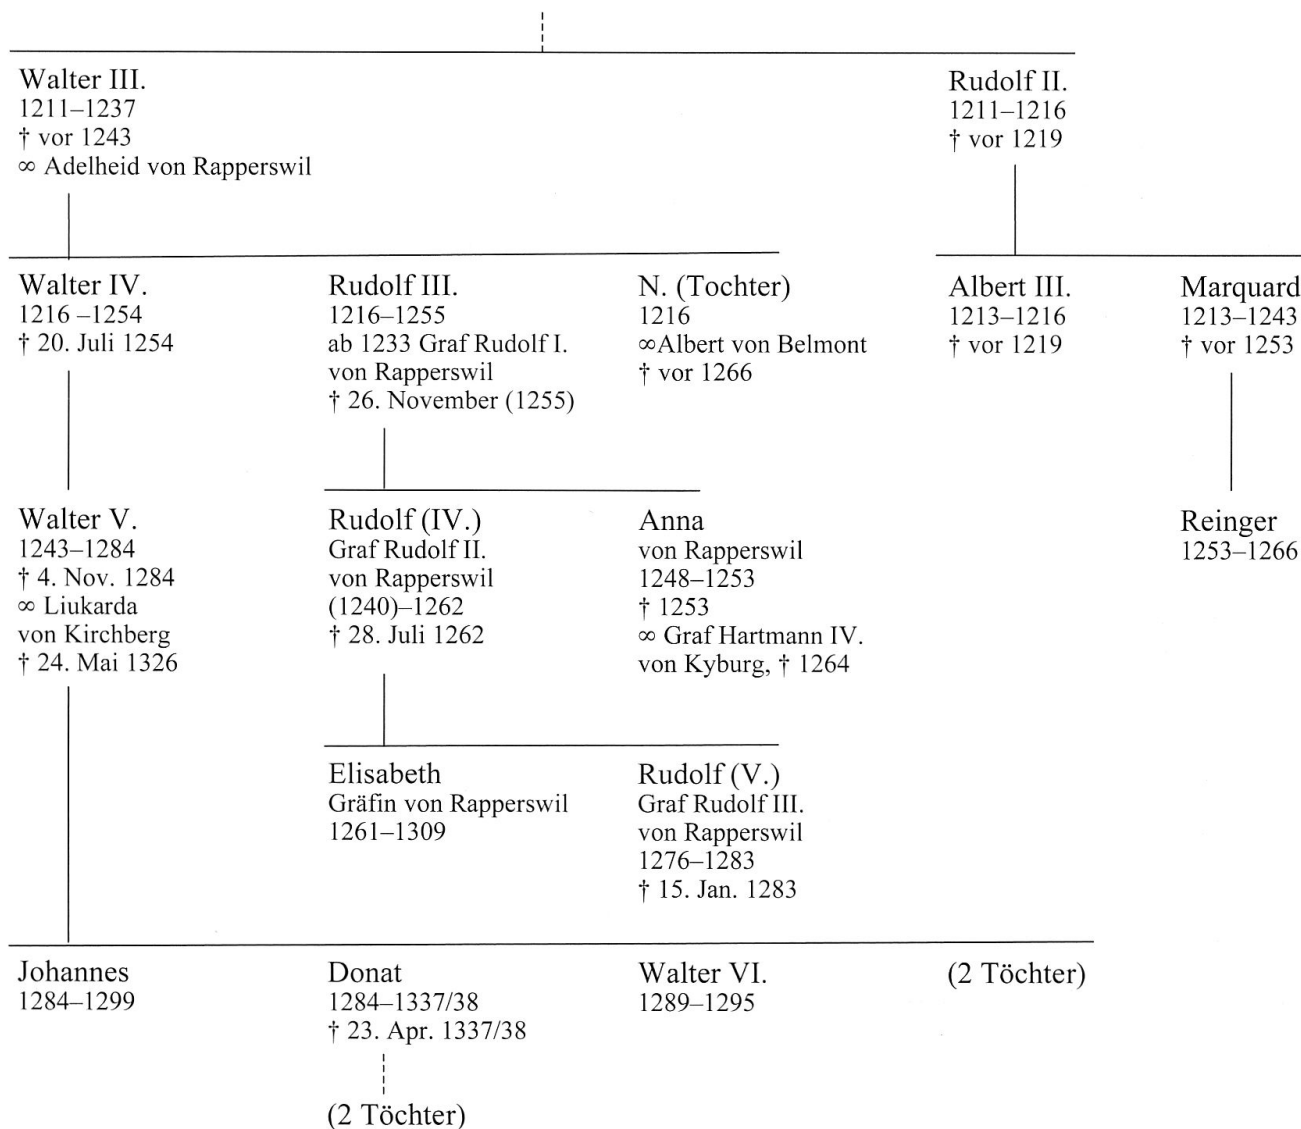 Walter III.
1211–1237
† vor 1243
∞ Adelheid von Rapperswil
Rudolf II.
1211–1216
† vor 1219
Walter IV.
1216 –1254
† 20. Juli 1254
Rudolf III.
1216–1255
ab 1233 Graf Rudolf I.
von Rapperswil
† 26. November (1255)
N. (Tochter)
1216
∞Albert von Belmont
† vor 1266
Albert III.
1213–1216
† vor 1219
Marquard
1213–1243
† vor 1253
Walter V.
1243–1284
† 4. Nov. 1284
∞ Liukarda
von Kirchberg
† 24. Mai 1326
Rudolf (IV.)
Graf Rudolf II.
von Rapperswil
(1240)–1262
† 28. Juli 1262
Anna
von Rapperswil
1248–1253
† 1253
∞ Graf Hartmann IV.
von Kyburg, † 1264
Reinger
1253–1266
Elisabeth
Gräfin von Rapperswil
1261–1309
Rudolf (V.)
Graf Rudolf III.
von Rapperswil
1276–1283
† 15. Jan. 1283
Johannes
1284–1299
Donat
1284–1337/38
† 23. Apr. 1337/38
Walter VI.
1289–1295
(2 Töchter)
(2 Töchter)